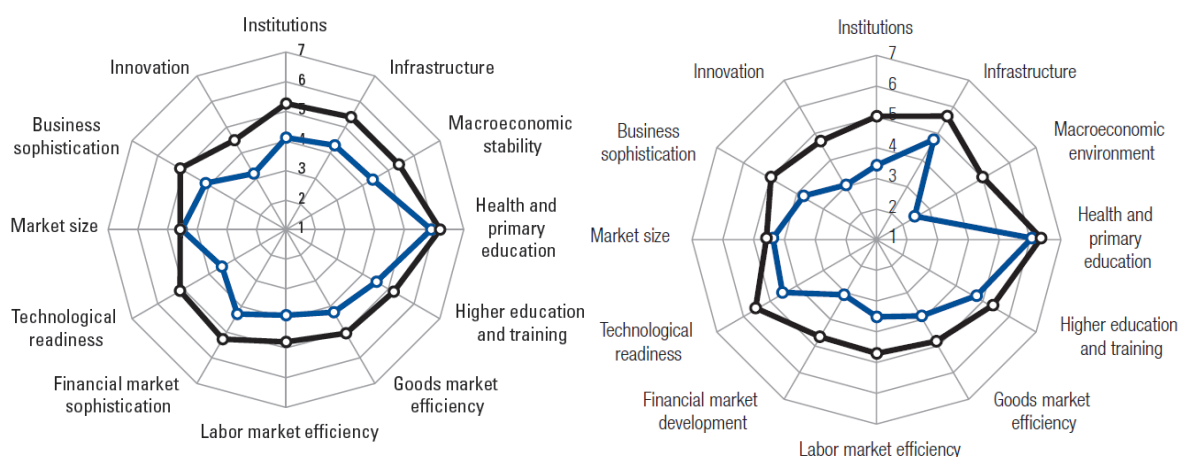 Institutions
7
6
5
4
3
2
1
Infrastructure
Macroeconomic
stability
Health and
primary
education
Higher education
and training
Goods market
efficiency
Labor market efficiency
Financial market
sophistication
Technological
readiness
Market size
Business
sophistication
Innovation
Institutions
7
6
5
4
3
2
1
Infrastructure
Macroeconomic
environment
Health and
primary
education
Higher education
and training
Goods market
efficiency
Labor market efficiency
Financial market
development
Technological
readiness
Market size
Business
sophistication
Innovation